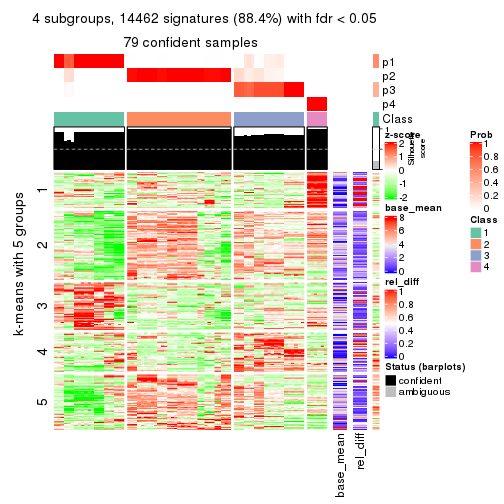 4 subgroups, 14462 signatures (88.4%) with fdr < 0.05
79 confident samples
p1
p2
p3
p4
Class
1
Silhouette
score
k-means with 5 groups
1
2
3
4
5
base_mean
rel_diff
z-score
2
1
0
-1
-2
base_mean
8
6
4
2
0
rel_diff
1
0.8
0.6
0.4
0.2
0
Status (barplots)
confident
ambiguous
Prob
1
0.8
0.6
0.4
0.2
0
Class
1
2
3
4